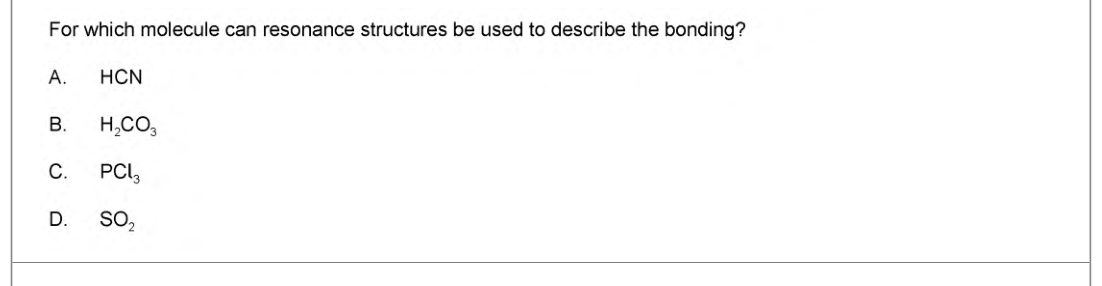 For which molecule can resonance structures be used to describe the bonding?
A. HCN
B. H₂CO₃
C. PCl₃
D. SO₂